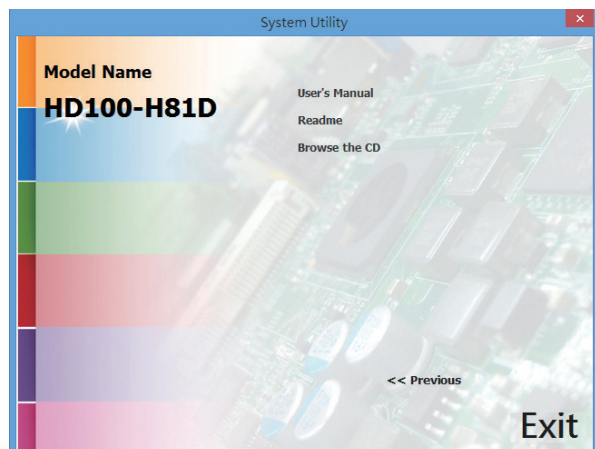 System Utility
Model Name
HD100-H81D
User's Manual
Readme
Browse the CD
<< Previous
Exit